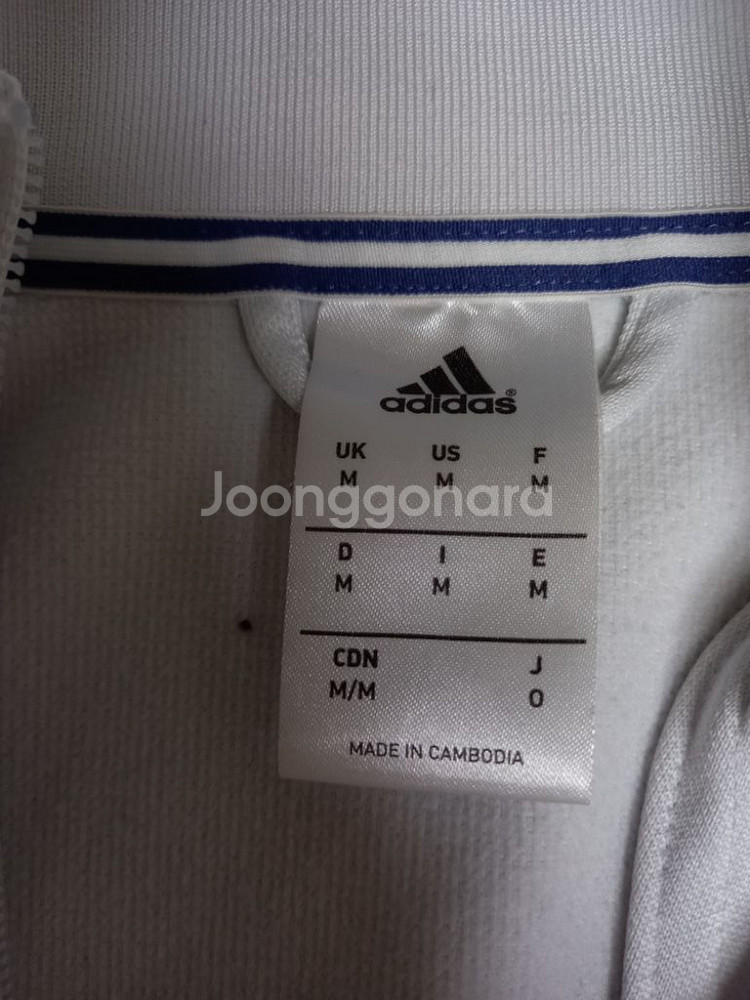 adidas®
UK US F
M M M
Joonggonara
D I E
M M M
CDN J
M/M O
MADE IN CAMBODIA